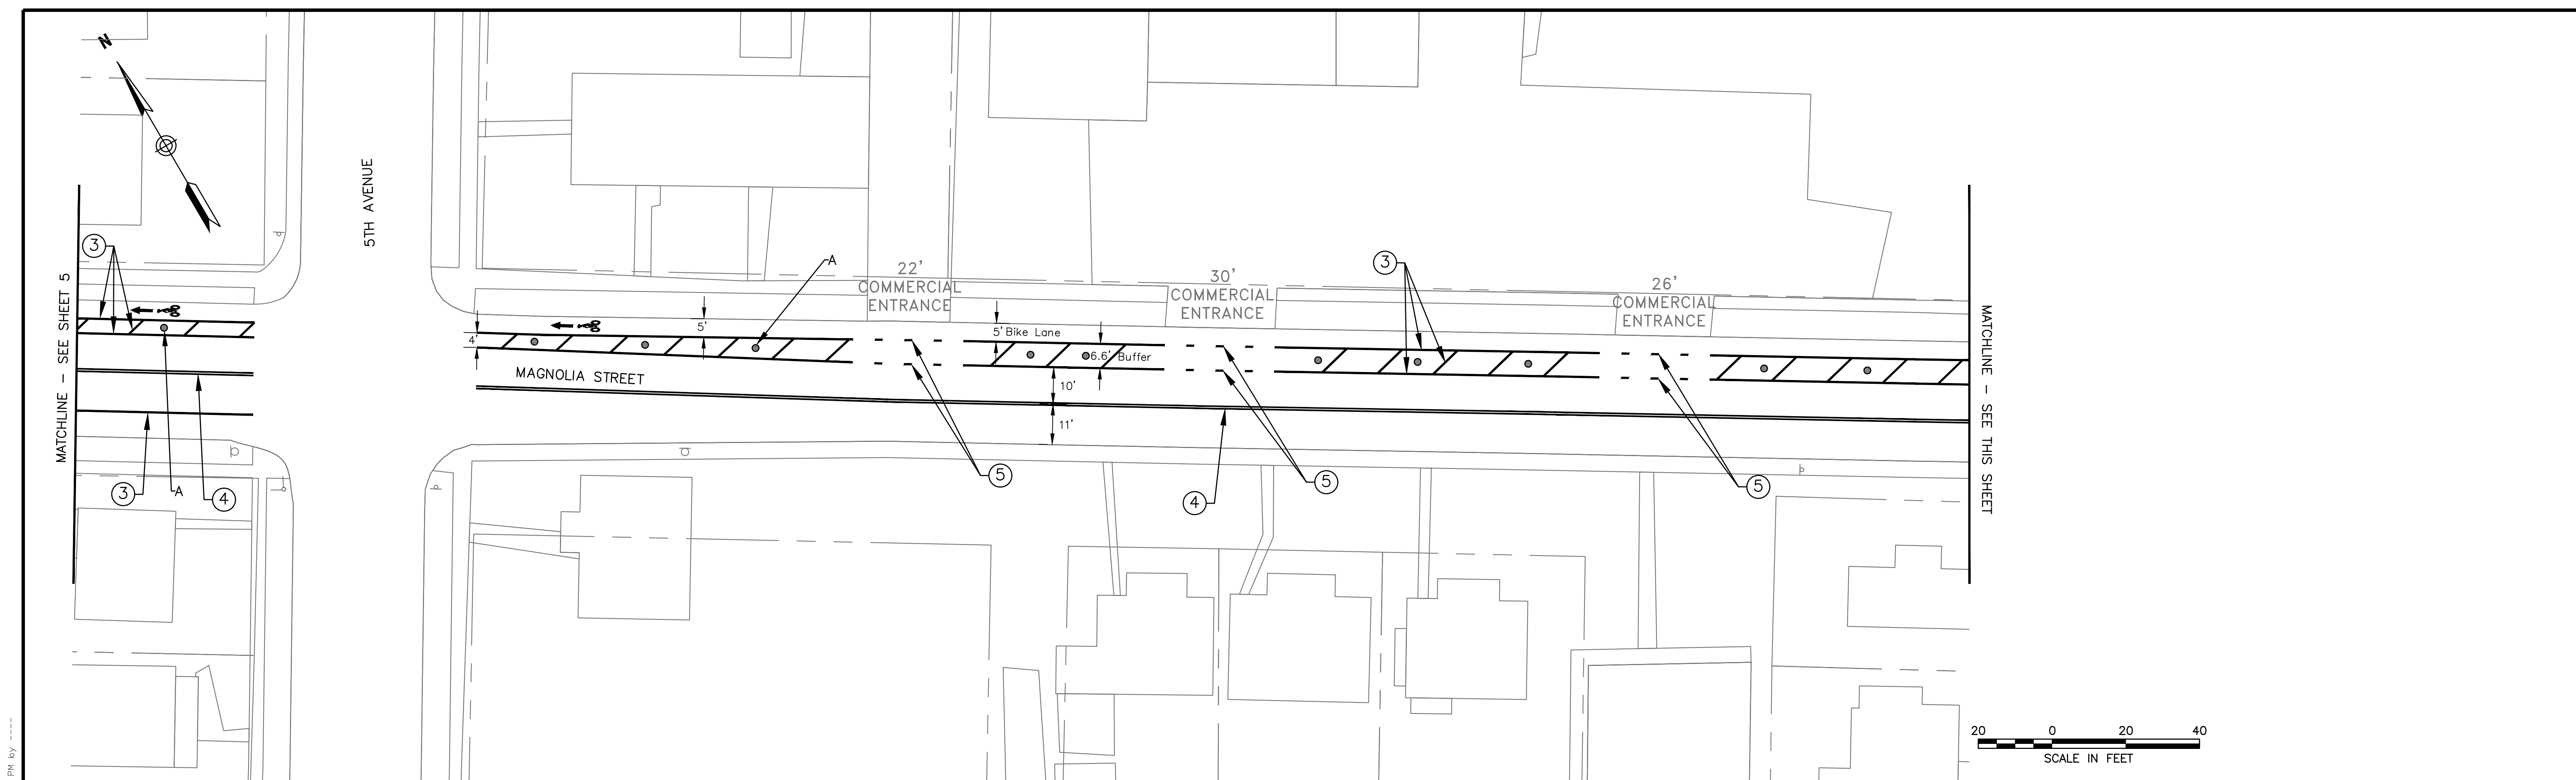 N
5TH AVENUE
MATCHLINE – SEE SHEET 5
3
A
22'
COMMERCIAL
ENTRANCE
30'
COMMERCIAL
ENTRANCE
3
26'
COMMERCIAL
ENTRANCE
MATCHLINE – SEE THIS SHEET
5'
5' Bike Lane
4'
6.6' Buffer
MAGNOLIA STREET
10'
11'
5
5
5
3
A
4
4
20 0 20 40
SCALE IN FEET
PM by ----